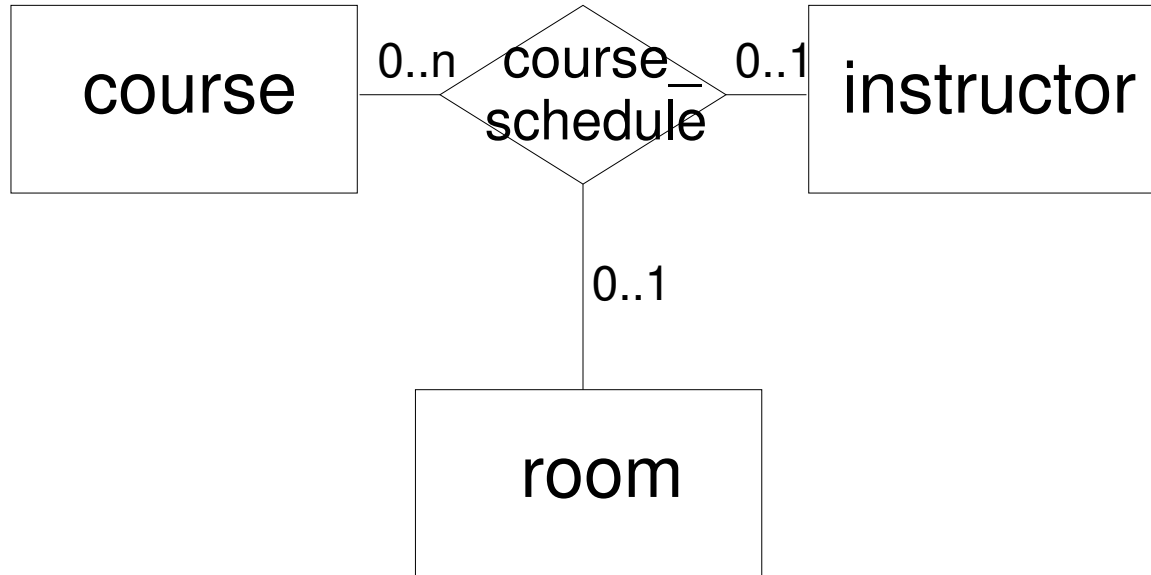 course
0..n
course_
schedule
0..1
instructor
0..1
room